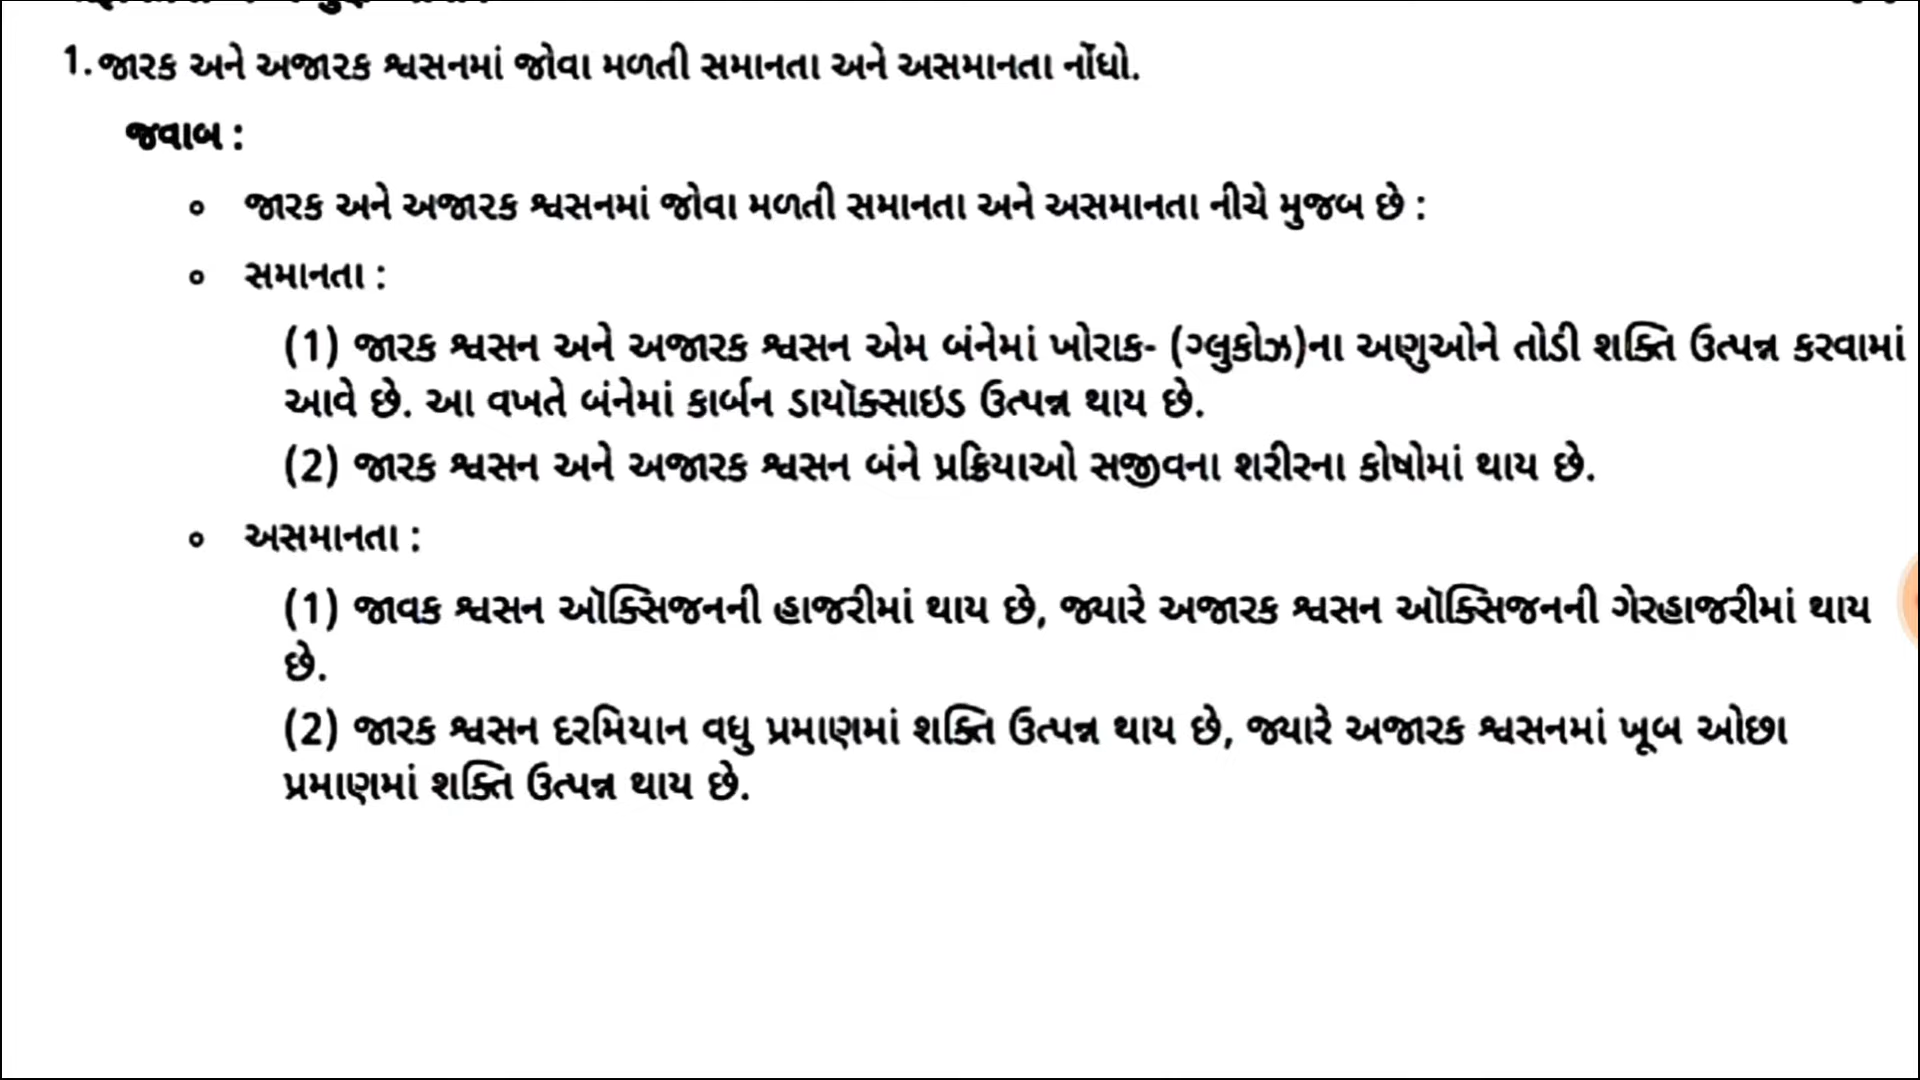 1. જારક અને અજારક શ્વસનમાં જોવા મળતી સમાનતા અને અસમાનતા નોંધો.
જવાબ :
જારક અને અજારક શ્વસનમાં જોવા મળતી સમાનતા અને અસમાનતા નીચે મુજબ છે :
સમાનતા :
(1) જારક શ્વસન અને અજારક શ્વસન એમ બંનેમાં ખોરાક- (ગ્લુકોઝ)ના અણુઓને તોડી શક્તિ ઉત્પન્ન કરવામાં
આવે છે. આ વખતે બંનેમાં કાર્બન ડાયૉક્સાઇડ ઉત્પન્ન થાય છે.
(2) જારક શ્વસન અને અજારક શ્વસન બંને પ્રક્રિયાઓ સજીવના શરીરના કોષોમાં થાય છે.
અસમાનતા :
(1) જાવક શ્વસન ઑક્સિજનની હાજરીમાં થાય છે, જ્યારે અજારક શ્વસન ઑક્સિજનની ગેરહાજરીમાં થાય
છે.
(2) જારક શ્વસન દરમિયાન વધુ પ્રમાણમાં શક્તિ ઉત્પન્ન થાય છે, જ્યારે અજારક શ્વસનમાં ખૂબ ઓછા
પ્રમાણમાં શક્તિ ઉત્પન્ન થાય છે.